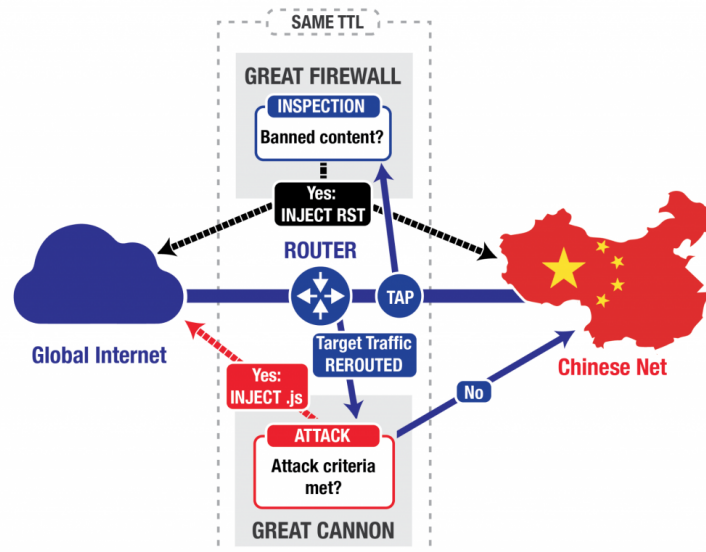 SAME TTL
GREAT FIREWALL
INSPECTION
Banned content?
Yes:
INJECT RST
ROUTER
TAP
Global Internet
Target Traffic
REROUTED
Chinese Net
Yes:
INJECT .js
No
ATTACK
Attack criteria
met?
GREAT CANNON